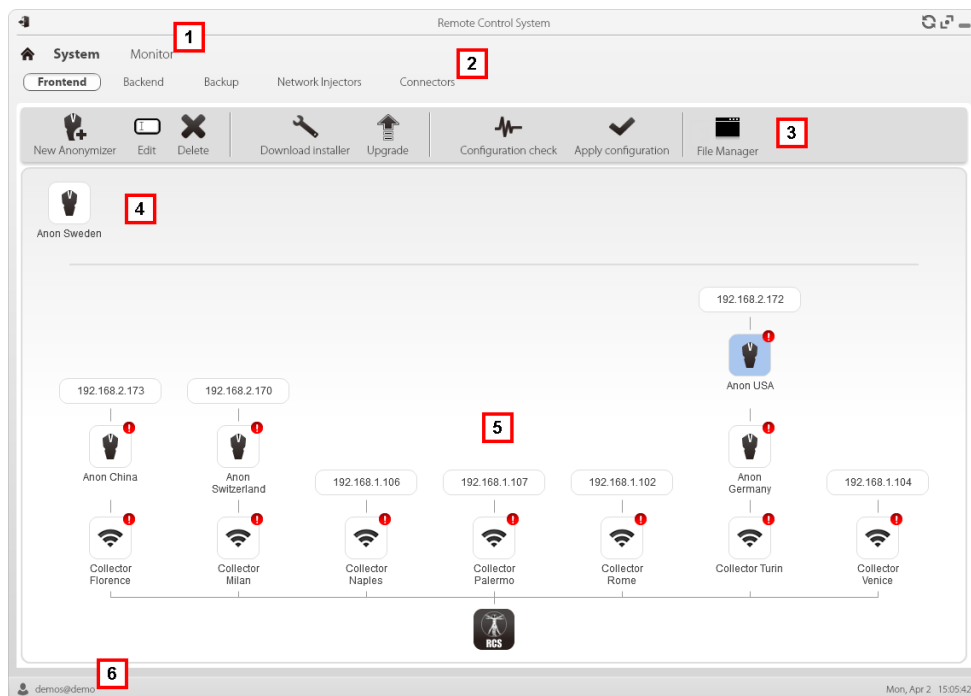 Remote Control System
1
System Monitor
2
Frontend Backend Backup Network Injectors Connectors
3
New Anonymizer Edit Delete Download installer Upgrade Configuration check Apply configuration File Manager
4
Anon Sweden
192.168.2.172
Anon USA
192.168.2.173 192.168.2.170
5
Anon China Anon Switzerland Anon Germany
192.168.1.106 192.168.1.107 192.168.1.102 192.168.1.104
Collector Florence Collector Milan Collector Naples Collector Palermo Collector Rome Collector Turin Collector Venice
RCS
6
demos@demo Mon, Apr 2 15:05:42